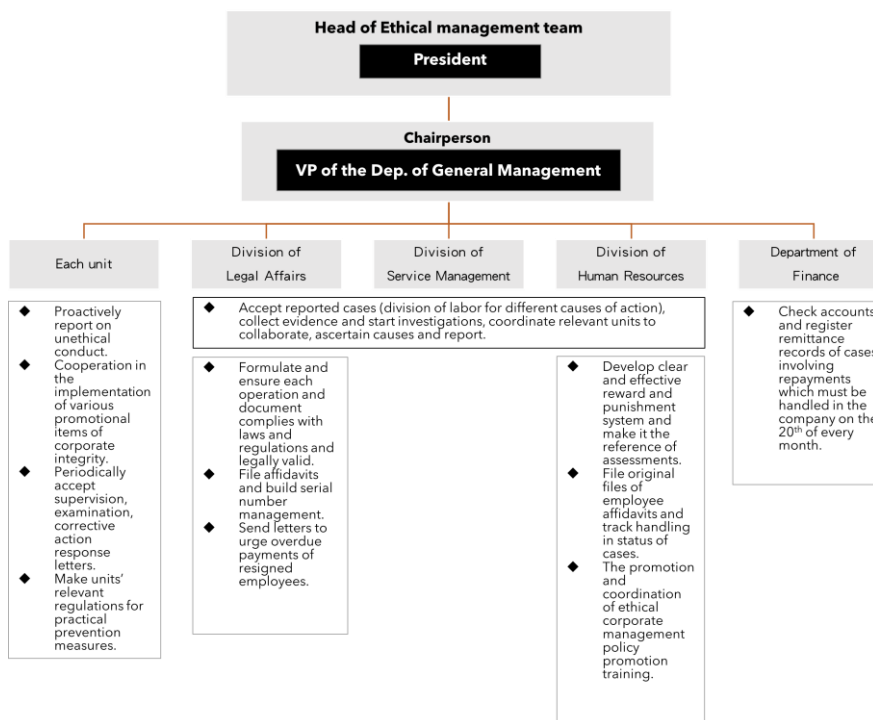 Head of Ethical management team
President
Chairperson
VP of the Dep. of General Management
Each unit
Division of
Legal Affairs
Division of
Service Management
Division of
Human Resources
Department of
Finance
◆ Proactively
report on
unethical
conduct.
◆ Cooperation in
the
implementation
of various
promotional
items of
corporate
integrity.
◆ Periodically
accept
supervision,
examination,
corrective
action
response
letters.
◆ Make units'
relevant
regulations for
practical
prevention
measures.
◆ Accept reported cases (division of labor for different causes of action),
collect evidence and start investigations, coordinate relevant units to
collaborate, ascertain causes and report.
◆ Formulate and
ensure each
operation and
document
complies with
laws and
regulations and
legally valid.
◆ File affidavits
and build serial
number
management.
◆ Send letters to
urge overdue
payments of
resigned
employees.
◆ Develop clear
and effective
reward and
punishment
system and
make it the
reference of
assessments.
◆ File original
files of
employee
affidavits and
track handling
in status of
cases.
◆ The promotion
and
coordination
of ethical
corporate
management
policy
promotion
training.
◆ Check accounts
and register
remittance
records of cases
involving
repayments
which must be
handled in the
company on the
20th of every
month.